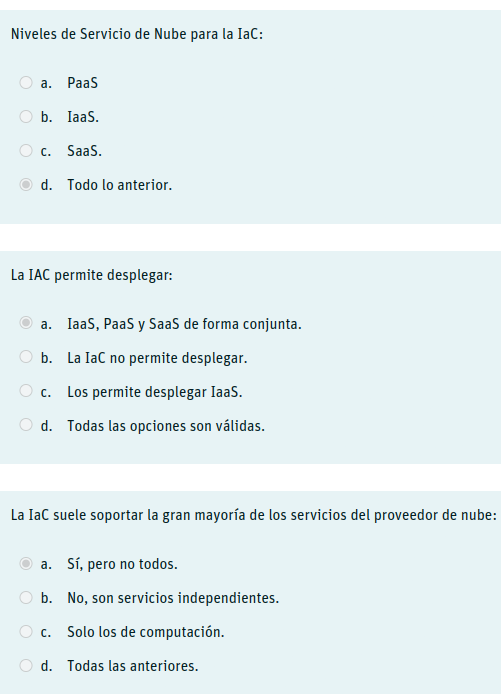 Niveles de Servicio de Nube para la IaC:
a. PaaS
b. IaaS.
c. SaaS.
d. Todo lo anterior.
La IAC permite desplegar:
a. IaaS, PaaS y SaaS de forma conjunta.
b. La IaC no permite desplegar.
c. Los permite desplegar IaaS.
d. Todas las opciones son válidas.
La IaC suele soportar la gran mayoría de los servicios del proveedor de nube:
a. Sí, pero no todos.
b. No, son servicios independientes.
c. Solo los de computación.
d. Todas las anteriores.